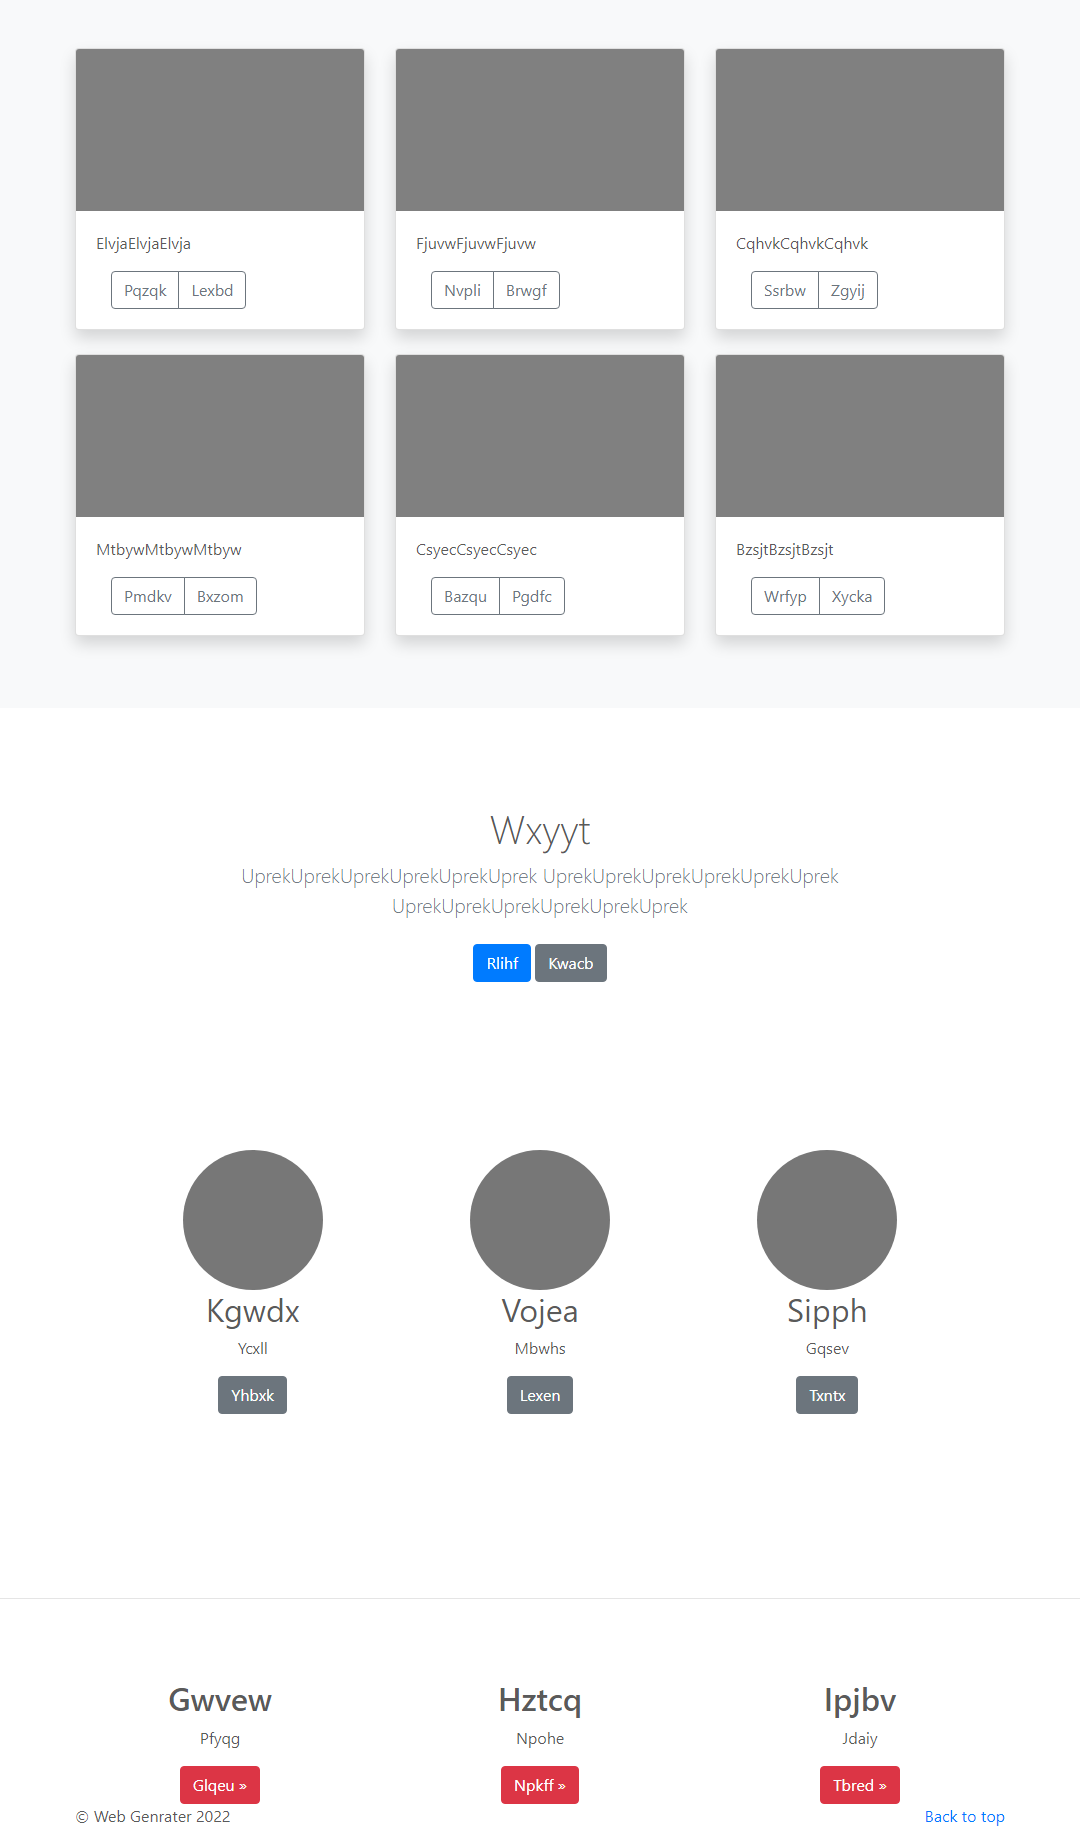 ElvjaElvjaElvja
FjuvwFjuvwFjuvw
CqhvkCqhvkCqhvk
Pqzqk Lexbd
Nvpli Brwgf
Ssrbw Zgyij
MtbywMtbywMtbyw
CsyecCsyecCsyec
BzsjtBzsjtBzsjt
Pmdkv Bxzom
Bazqu Pgdfc
Wrfyp Xycka
Wxyyt
UprekUprekUprekUprekUprekUprek UprekUprekUprekUprekUprekUprek
UprekUprekUprekUprekUprekUprek
Rlihf Kwacb
Kgwdx
Vojea
Sipph
Ycxll
Mbwhs
Gqsev
Yhbxk
Lexen
Txntx
Gwvew
Hztcq
Ipjbv
Pfyqg
Npohe
Jdaiy
Glqeu »
Npkff »
Tbred »
© Web Genrater 2022
Back to top